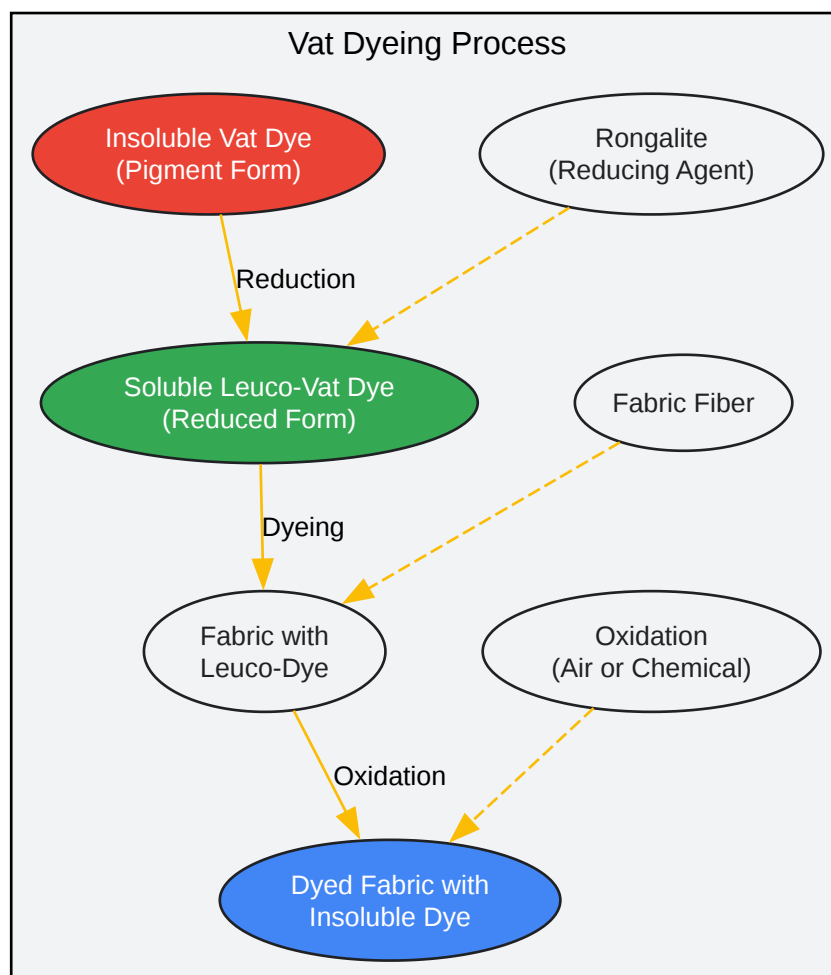 Vat Dyeing Process
Insoluble Vat Dye
(Pigment Form)
Rongalite
(Reducing Agent)
Reduction
Soluble Leuco-Vat Dye
(Reduced Form)
Fabric Fiber
Dyeing
Fabric with
Leuco-Dye
Oxidation
(Air or Chemical)
Oxidation
Dyed Fabric with
Insoluble Dye